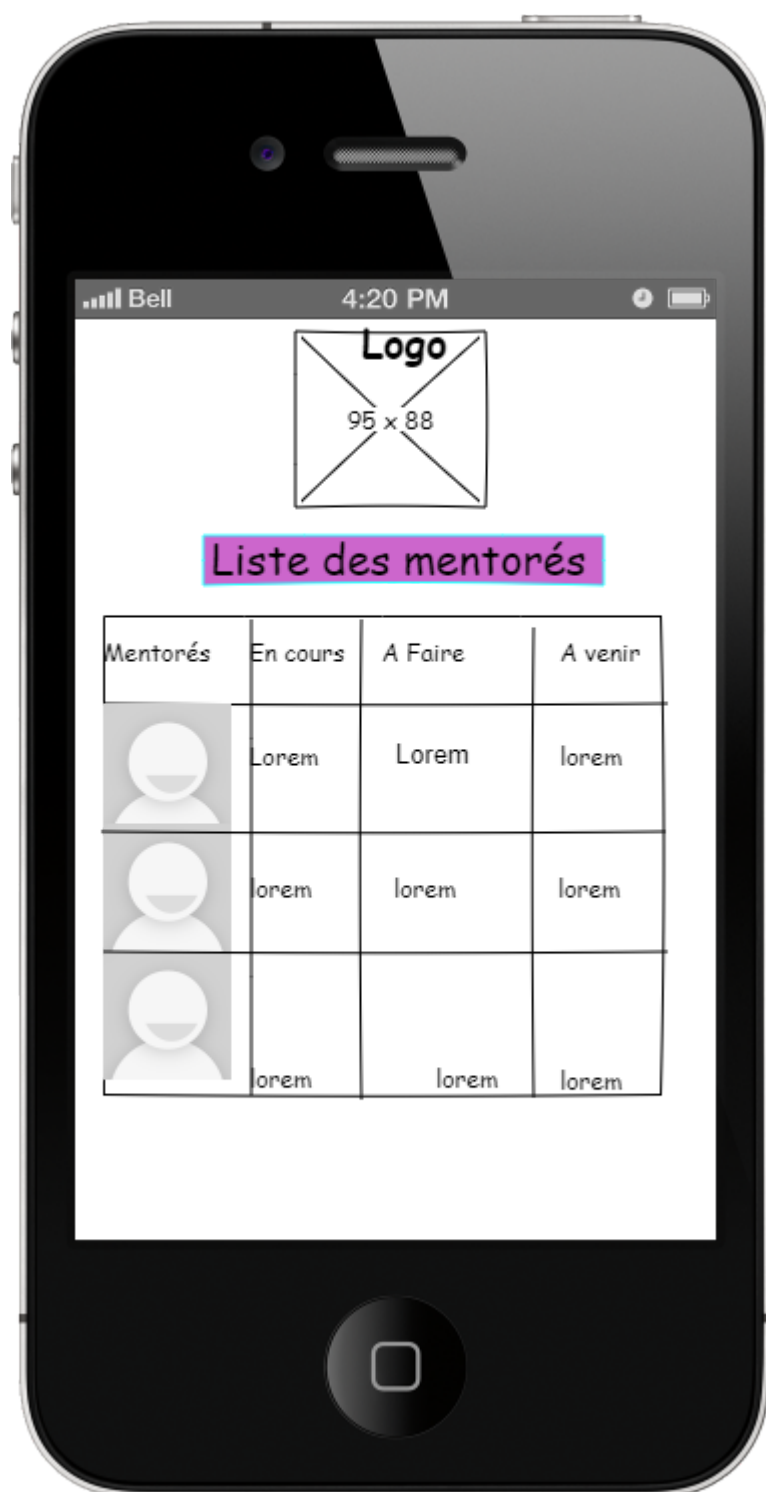 Bell 4:20 PM
Logo
95 x 88
Liste des mentorés
Mentorés En cours A Faire A venir
Lorem Lorem lorem
lorem lorem lorem
lorem lorem lorem